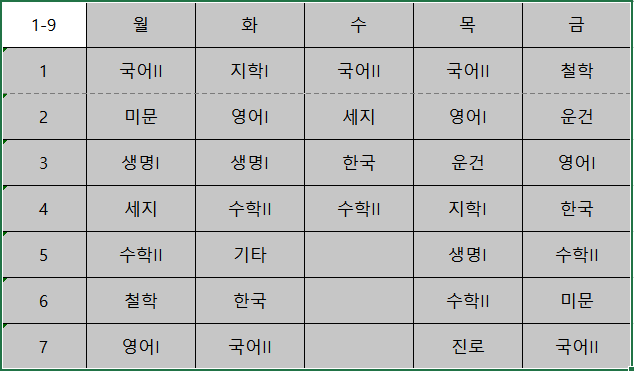 1-9 월 화 수 목 금
1 국어II 지학I 국어II 국어II 철학
2 미문 영어I 세지 영어I 운건
3 생명I 생명I 한국 운건 영어I
4 세지 수학II 수학II 지학I 한국
5 수학II 기타 생명I 수학II
6 철학 한국 수학II 미문
7 영어I 국어II 진로 국어II